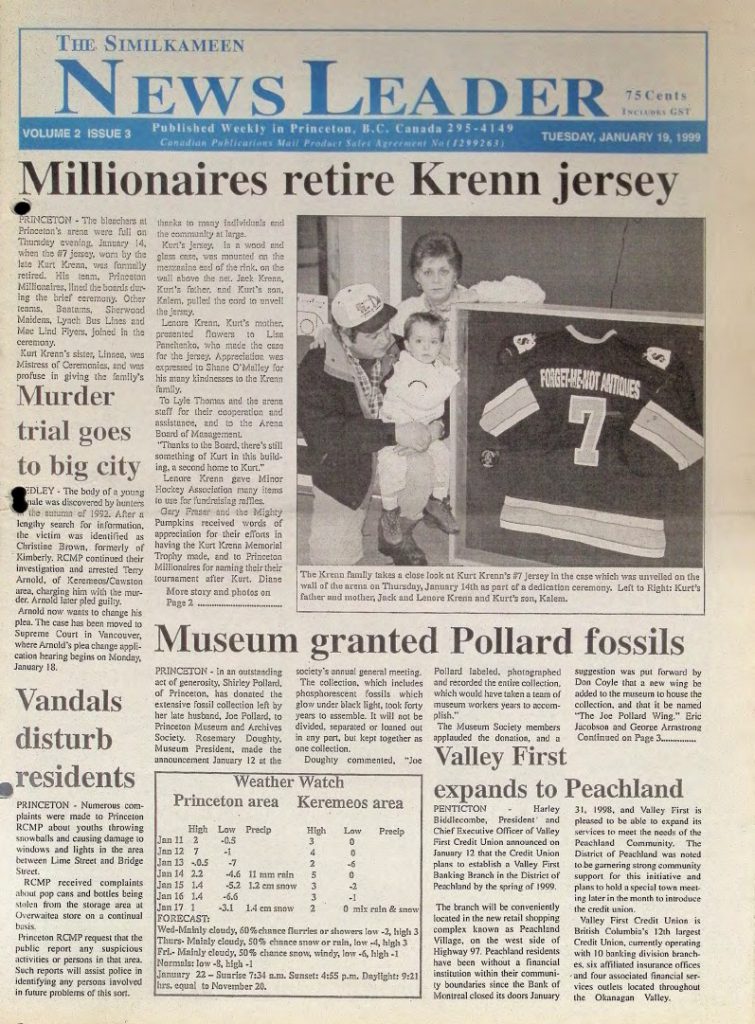 THE SIMILKAMEEN
NEWS LEADER
75 Cents
INCLUDES GST
VOLUME 2 ISSUE 3
Published Weekly in Princeton, B.C. Canada 295-4149
Canadian Publications Mail Product Sales Agreement No (1299263)
TUESDAY, JANUARY 19, 1999
Millionaires retire Krenn jersey
PRINCETON - The bleachers at
Princeton's arena were full on
Thursday evening, January 14,
when the #7 jersey, worn by the
late Kurt Krenn, was formally
retired. His team, Princeton
Millionaires, lined the boards dur-
ing the brief ceremony. Other
teams, Bantams, Sherwood
Maidens, Lynch Bus Lines and
Mac Lind Flyers, joined in the
ceremony.
Kurt Krenn's sister, Linnea, was
Mistress of Ceremonies, and was
profuse in giving the family's
thanks to many individuals and
the community at large.
Kurt's jersey, in a wood and
glass case, was mounted on the
mezzanine end of the rink, on the
wall above the net. Jack Krenn,
Kurt's father, and Kurt's son,
Kalem, pulled the cord to unveil
the jersey.
Lenore Krenn, Kurt's mother,
presented flowers to Lisa
Panchenko, who made the case
for the jersey. Appreciation was
expressed to Shane O'Malley for
his many kindnesses to the Krenn
family.
To Lyle Thomas and the arena
staff for their cooperation and
assistance, and to the Arena
Board of Management.
"Thanks to the Board, there's still
something of Kurt in this build-
ing, a second home to Kurt."
Lenore Krenn gave Minor
Hockey Association many items
to use for fundraising raffles.
Gary Fraser and the Mighty
Pumpkins received words of
appreciation for their efforts in
having the Kurt Krenn Memorial
Trophy made, and to Princeton
Millionaires for naming their their
tournament after Kurt. Diane
More story and photos on
Page 2 ..............................
FORGET-ME-NOT ANTIQUES
7
The Krenn family takes a close look at Kurt Krenn's #7 jersey in the case which was unveiled on the
wall of the arena on Thursday, January 14th as part of a dedication ceremony. Left to Right: Kurt's
father and mother, Jack and Lenore Krenn and Kurt's son, Kalem.
Murder
trial goes
to big city
EDLEY - The body of a young
male was discovered by hunters
the autumn of 1992. After a
lengthy search for information,
the victim was identified as
Christine Brown, formerly of
Kimberly. RCMP continued their
investigation and arrested Terry
Arnold, of Keremeos/Cawston
area, charging him with the mur-
der. Arnold later pled guilty.
Arnold now wants to change his
plea. The case has been moved to
Supreme Court in Vancouver,
where Arnold's plea change appli-
cation hearing begins on Monday,
January 18.
Vandals
disturb
residents
PRINCETON - Numerous com-
plaints were made to Princeton
RCMP about youths throwing
snowballs and causing damage to
windows and lights in the area
between Lime Street and Bridge
Street.
RCMP received complaints
about pop cans and bottles being
stolen from the storage area at
Overwaitea store on a continual
basis.
Princeton RCMP request that the
public report any suspicious
activities or persons in that area.
Such reports will assist police in
identifying any persons involved
in future problems of this sort.
Museum granted Pollard fossils
PRINCETON - In an outstanding
act of generosity, Shirley Pollard,
of Princeton, has donated the
extensive fossil collection left by
her late husband, Joe Pollard, to
Princeton Museum and Archives
Society. Rosemary Doughty,
Museum President, made the
announcement January 12 at the
society's annual general meeting.
The collection, which includes
phosphorescent fossils which
glow under black light, took forty
years to assemble. It will not be
divided, separated or loaned out
in any part, but kept together as
one collection.
Doughty commented, "Joe
Pollard labeled, photographed
and recorded the entire collection,
which would have taken a team of
museum workers years to accom-
plish."
The Museum Society members
applauded the donation, and a
suggestion was put forward by
Don Coyle that a new wing be
added to the museum to house the
collection, and that it be named
"The Joe Pollard Wing." Eric
Jacobson and George Armstrong
Continued on Page 3..............
Weather Watch
Princeton area Keremeos area
High Low Precip High Low Precip
Jan 11 2 -0.5 3 0
Jan 12 7 -1 4 0
Jan 13 -0.5 -7 2 -6
Jan 14 2.2 -4.6 11 mm rain 5 0
Jan 15 1.4 -5.2 1.2 cm snow 3 -2
Jan 16 1.4 -6.6 3 -1
Jan 17 1 -3.1 1.4 cm snow 2 0 mix rain & snow
FORECAST:
Wed-Mainly cloudy, 60% chance flurries or showers low -2, high 3
Thurs- Mainly cloudy, 50% chance snow or rain, low -4, high 3
Fri.- Mainly cloudy, 50% chance snow, windy, low -6, high -1
Normals: low -8, high -1
January 22 - Sunrise 7:34 a.m. Sunset: 4:55 p.m. Daylight: 9:21
hrs. equal to November 20.
Valley First
expands to Peachland
PENTICTON - Harley
Biddlecombe, President and
Chief Executive Officer of Valley
First Credit Union announced on
January 12 that the Credit Union
plans to establish a Valley First
Banking Branch in the District of
Peachland by the spring of 1999.
The branch will be conveniently
located in the new retail shopping
complex known as Peachland
Village, on the west side of
Highway 97. Peachland residents
have been without a financial
institution within their communi-
ty boundaries since the Bank of
Montreal closed its doors January
31, 1998, and Valley First is
pleased to be able to expand its
services to meet the needs of the
Peachland Community. The
District of Peachland was noted
to be garnering strong community
support for this initiative and
plans to hold a special town meet-
ing later in the month to introduce
the credit union.
Valley First Credit Union is
British Columbia's 12th largest
Credit Union, currently operating
with 10 banking division branch-
es, six affiliated insurance offices
and four associated financial ser-
vices outlets located throughout
the Okanagan Valley.